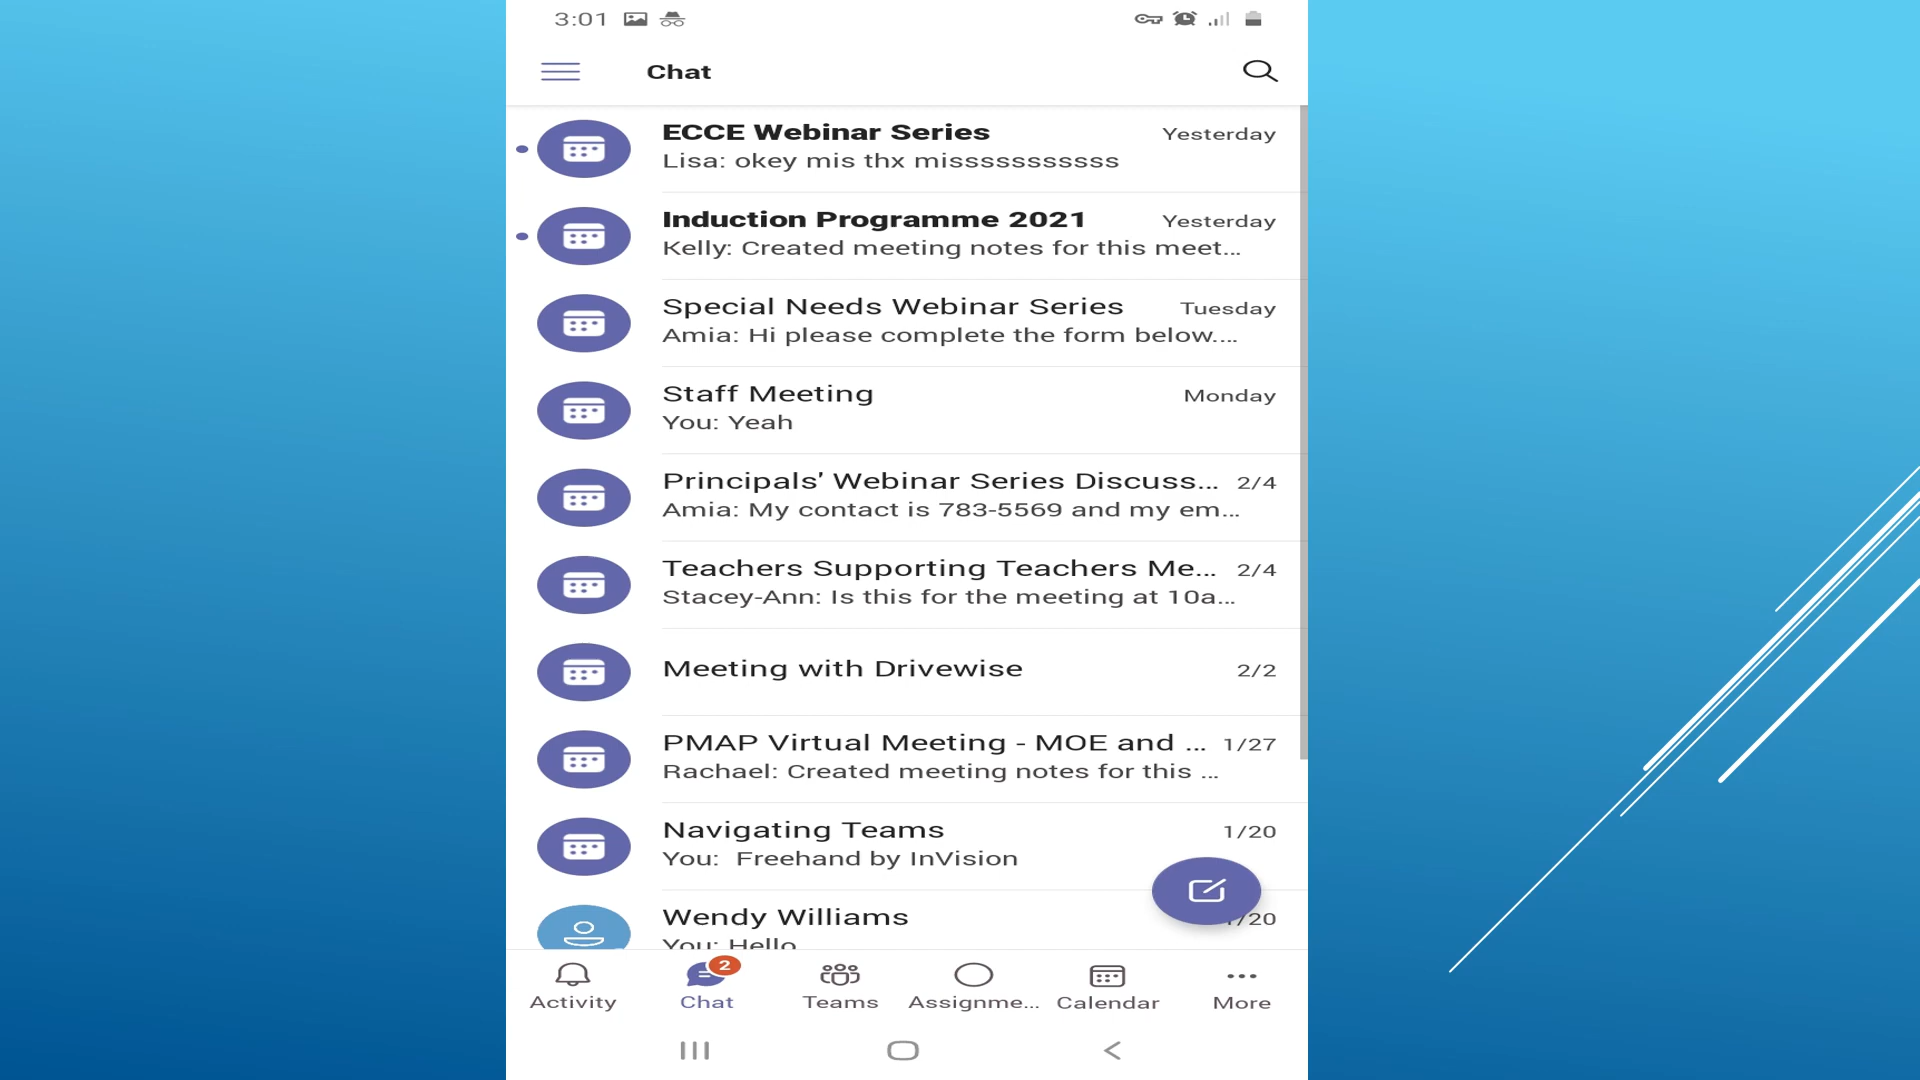 3:01
Chat
ECCE Webinar Series Yesterday
Lisa: okey mis thx misssssssssss
Induction Programme 2021 Yesterday
Kelly: Created meeting notes for this meet...
Special Needs Webinar Series Tuesday
Amia: Hi please complete the form below....
Staff Meeting Monday
You: Yeah
Principals' Webinar Series Discuss... 2/4
Amia: My contact is 783-5569 and my em...
Teachers Supporting Teachers Me... 2/4
Stacey-Ann: Is this for the meeting at 10a...
Meeting with Drivewise 2/2
PMAP Virtual Meeting - MOE and ... 1/27
Rachael: Created meeting notes for this ...
Navigating Teams 1/20
You: Freehand by InVision
Wendy Williams 1/20
You: Hello
2
Activity Chat Teams Assignme... Calendar More